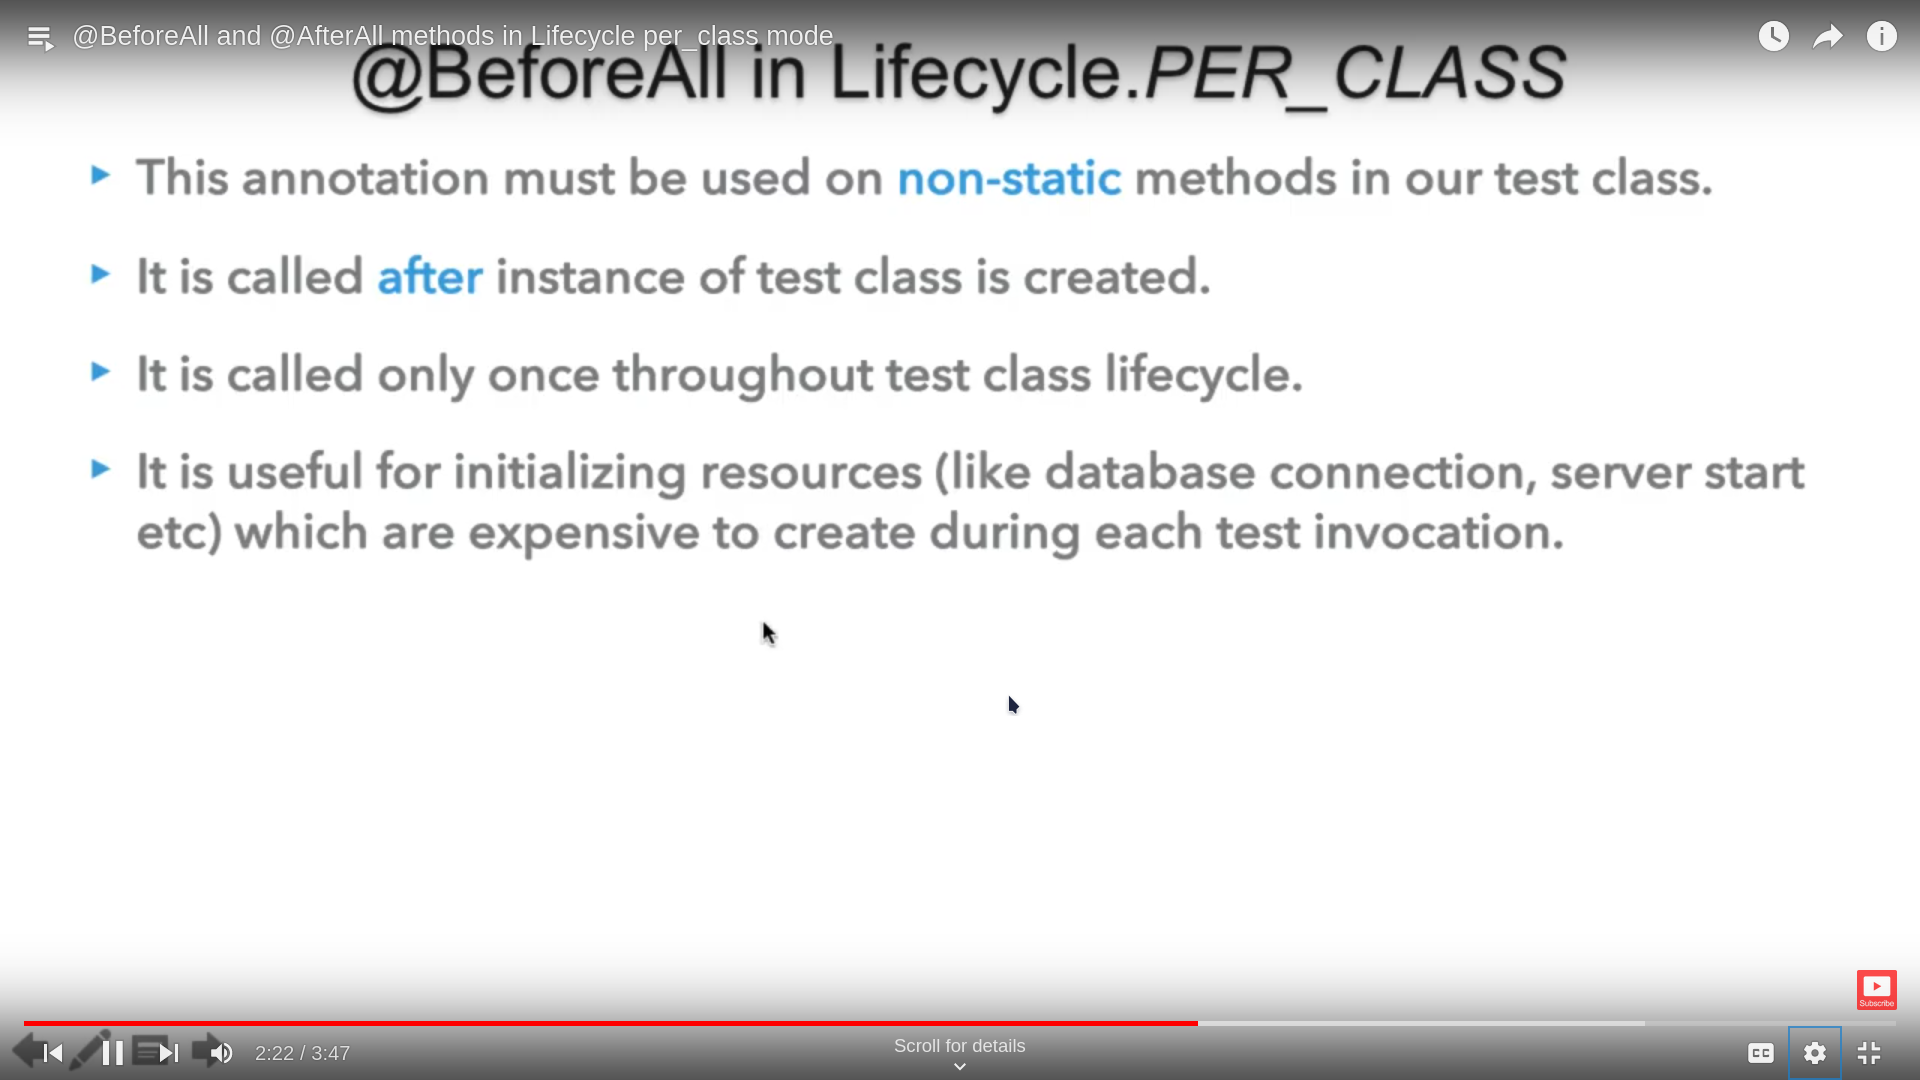 @BeforeAll and @AfterAll methods in Lifecycle per_class mode
@BeforeAll in Lifecycle.PER_CLASS
This annotation must be used on non-static methods in our test class.
It is called after instance of test class is created.
It is called only once throughout test class lifecycle.
It is useful for initializing resources (like database connection, server start
etc) which are expensive to create during each test invocation.
Subscribe
2:22 / 3:47
Scroll for details
CC